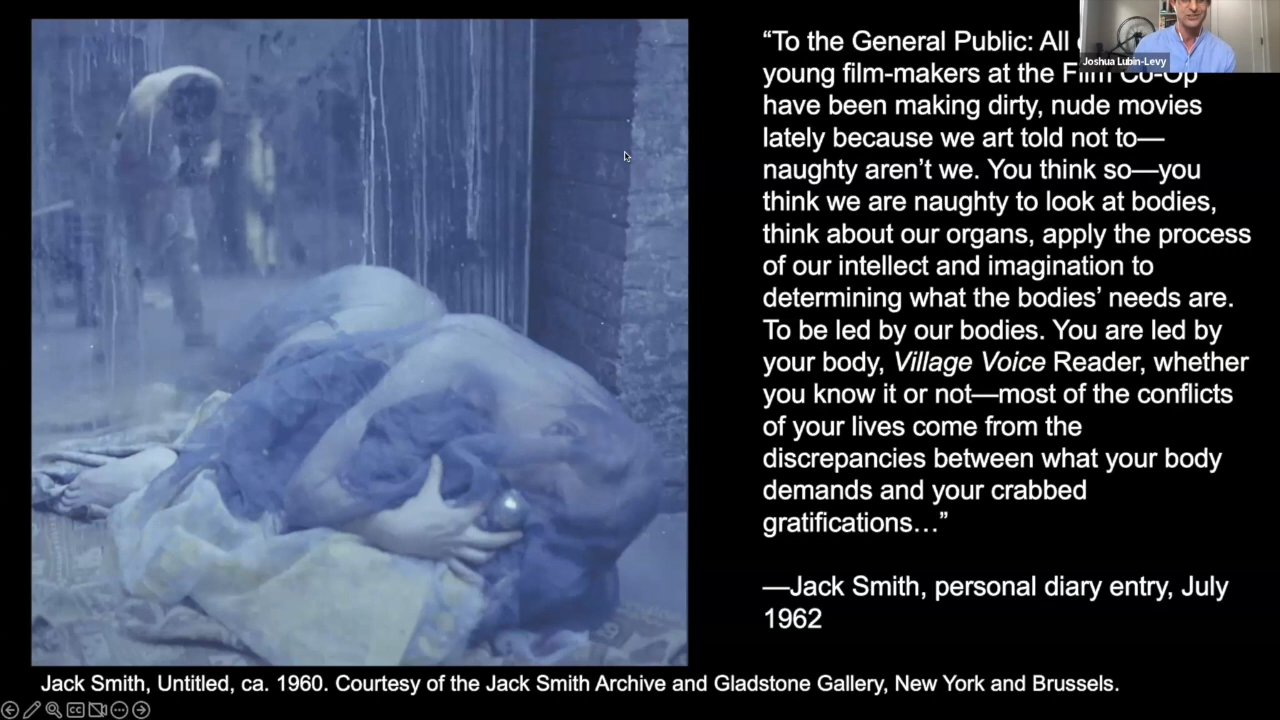 “To the General Public: All
Joshua Lubin-Levy
young film-makers at the Film Co-Op
have been making dirty, nude movies
lately because we art told not to—
naughty aren’t we. You think so—you
think we are naughty to look at bodies,
think about our organs, apply the process
of our intellect and imagination to
determining what the bodies’ needs are.
To be led by our bodies. You are led by
your body, Village Voice Reader, whether
you know it or not—most of the conflicts
of your lives come from the
discrepancies between what your body
demands and your crabbed
gratifications…”
—Jack Smith, personal diary entry, July
1962
Jack Smith, Untitled, ca. 1960. Courtesy of the Jack Smith Archive and Gladstone Gallery, New York and Brussels.
CC